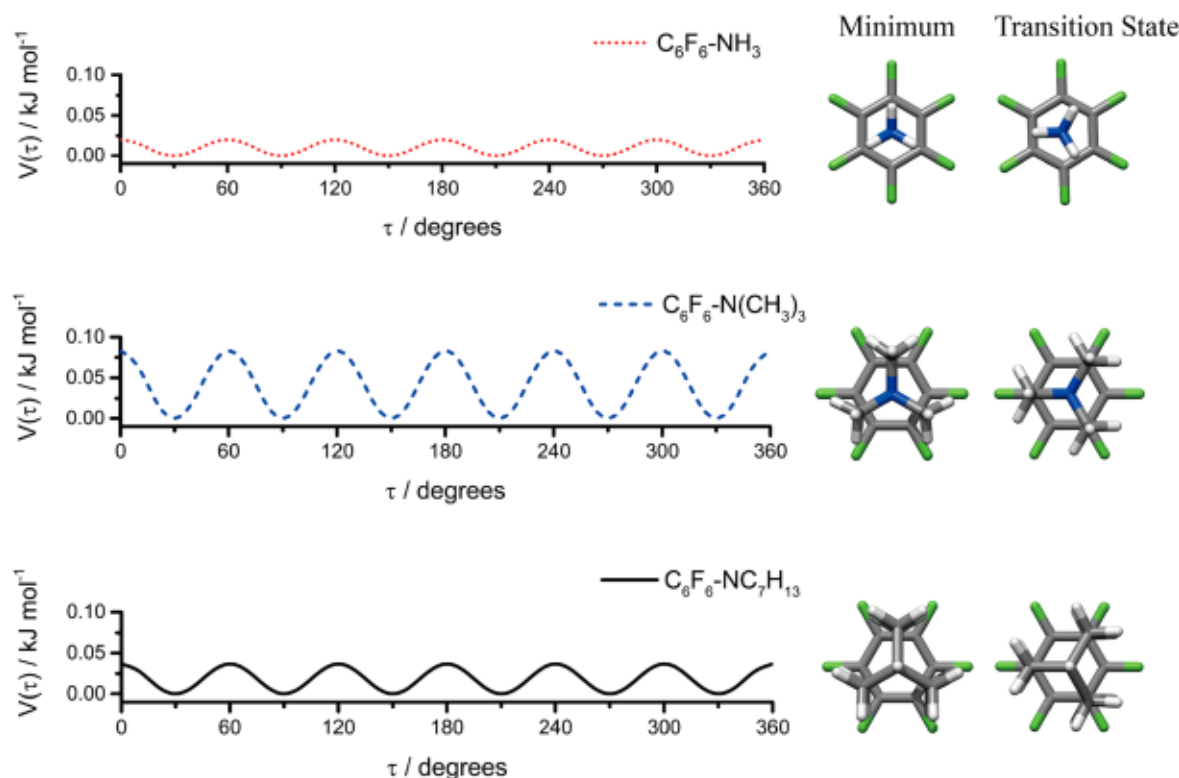 Minimum Transition State
C₆F₆-NH₃
V(τ) / kJ mol⁻¹
0.10
0.05
0.00
0 60 120 180 240 300 360
τ / degrees
C₆F₆-N(CH₃)₃
V(τ) / kJ mol⁻¹
0.10
0.05
0.00
0 60 120 180 240 300 360
τ / degrees
C₆F₆-NC₇H₁₃
V(τ) / kJ mol⁻¹
0.10
0.05
0.00
0 60 120 180 240 300 360
τ / degrees